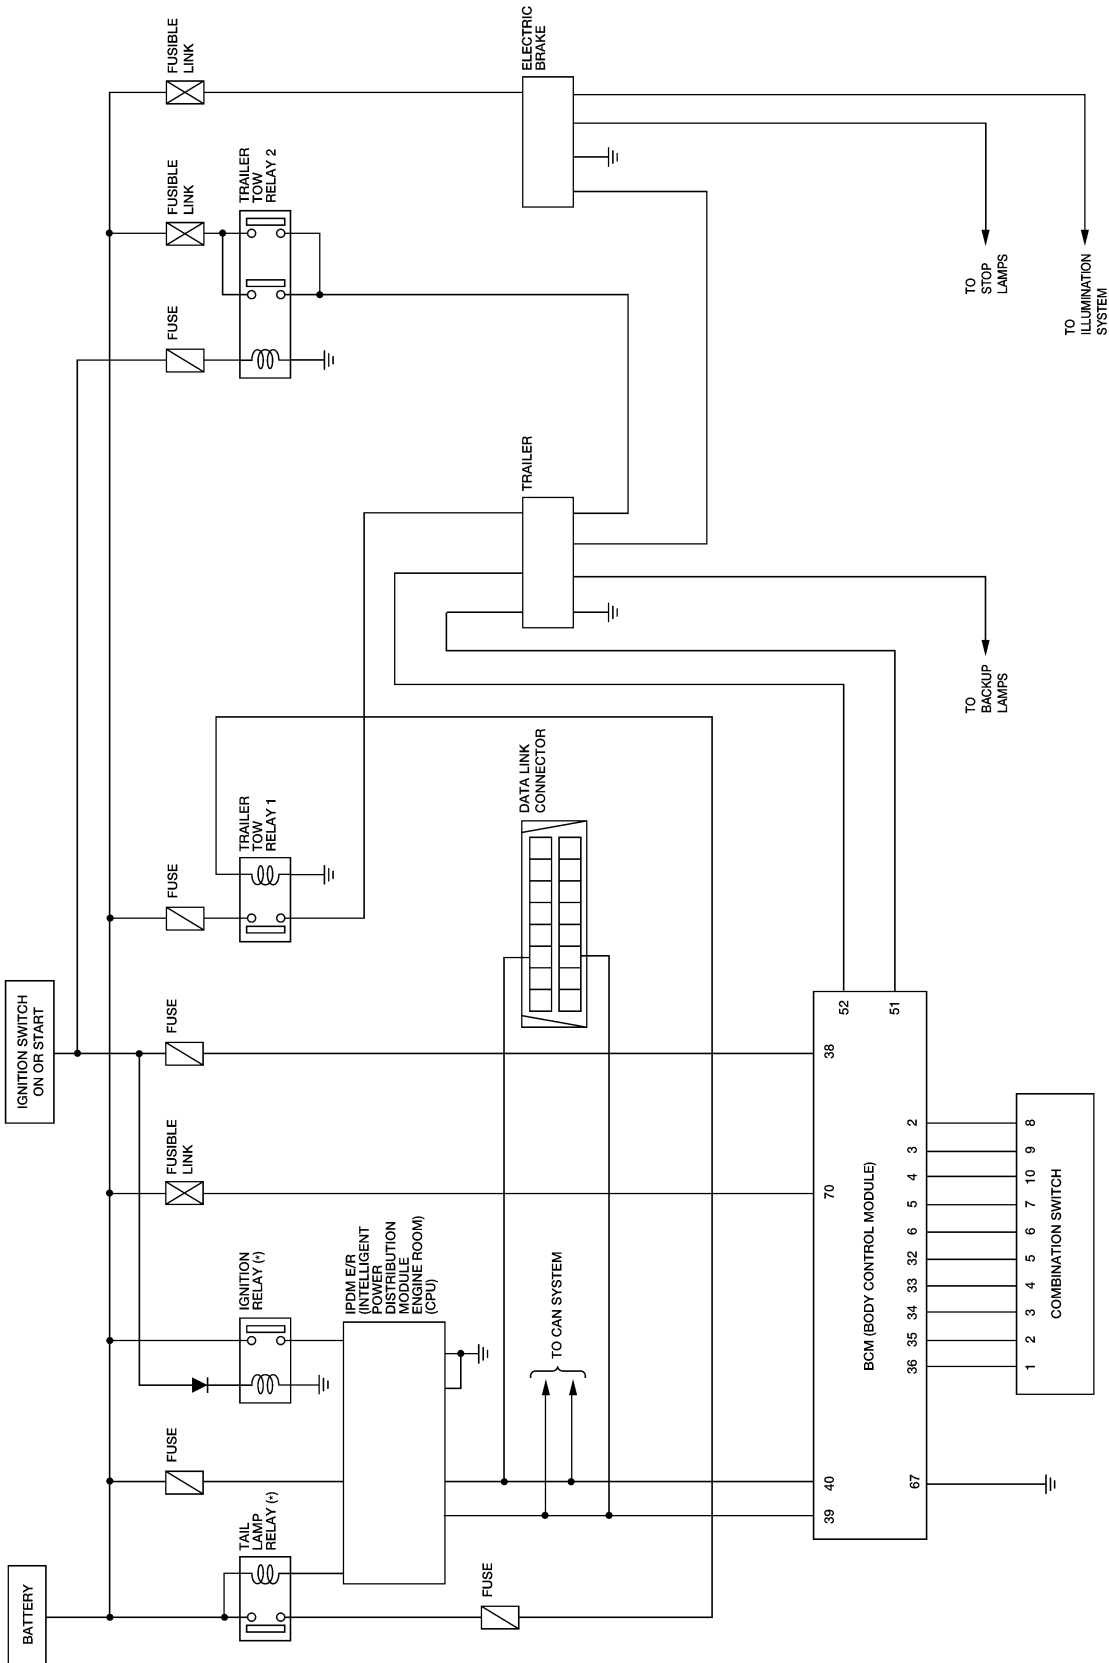 BATTERY
IGNITION SWITCH
ON OR START
FUSE
FUSIBLE
LINK
FUSE
FUSE
FUSE
FUSIBLE
LINK
FUSIBLE
LINK
TAIL
LAMP
RELAY (*)
IGNITION
RELAY (*)
TRAILER
TOW
RELAY 1
TRAILER
TOW
RELAY 2
IPDM E/R
(INTELLIGENT
POWER
DISTRIBUTION
MODULE
ENGINE ROOM)
(CPU)
FUSE
TO CAN SYSTEM
DATA LINK
CONNECTOR
TRAILER
ELECTRIC
BRAKE
39 40 70 38 52
51
BCM (BODY CONTROL MODULE)
67 36 35 34 33 32 6 5 4 3 2
1 2 3 4 5 6 7 10 9 8
COMBINATION SWITCH
TO
BACKUP
LAMPS
TO
STOP
LAMPS
TO
ILLUMINATION
SYSTEM